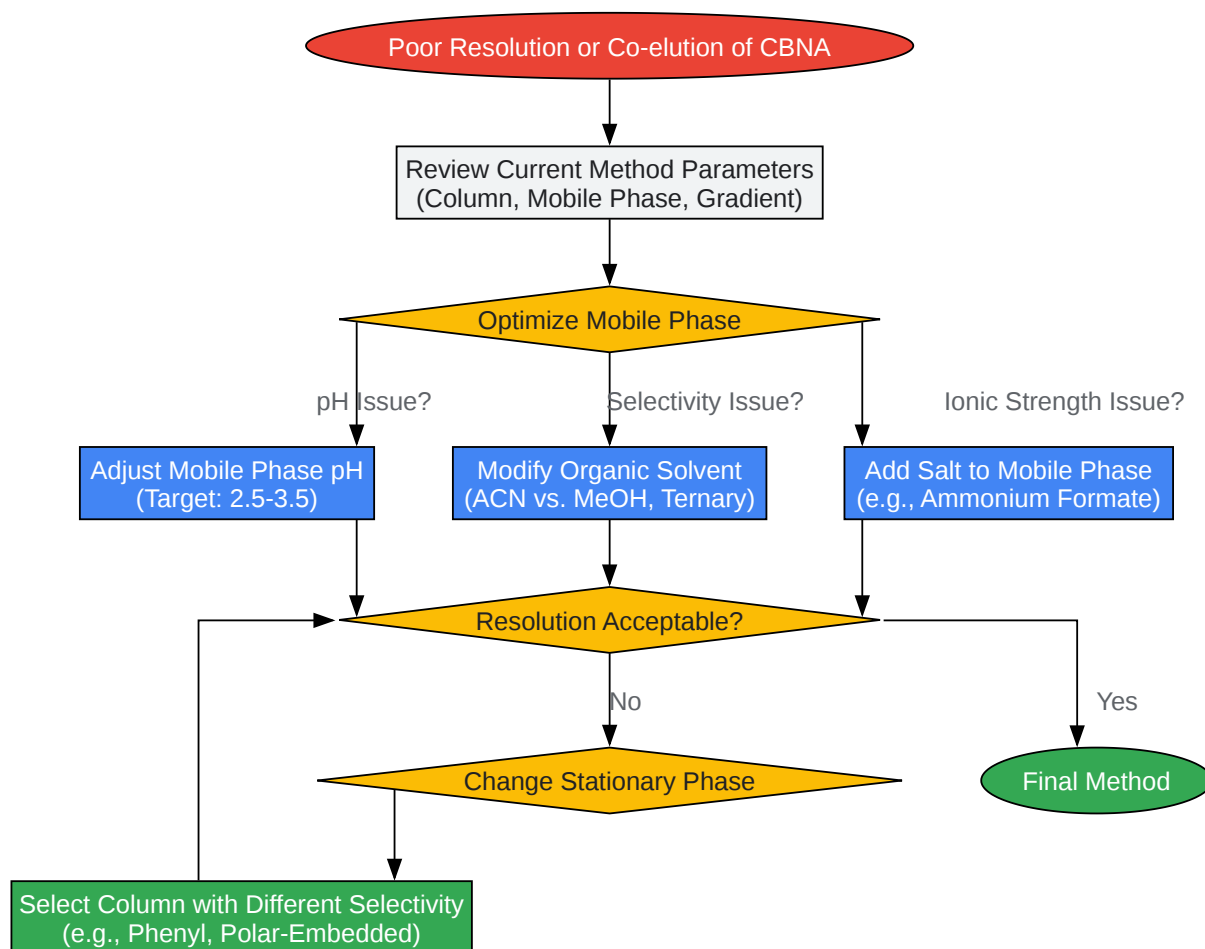 Poor Resolution or Co-elution of CBNA
Review Current Method Parameters
(Column, Mobile Phase, Gradient)
Optimize Mobile Phase
pH Issue?
Selectivity Issue?
Ionic Strength Issue?
Adjust Mobile Phase pH
(Target: 2.5-3.5)
Modify Organic Solvent
(ACN vs. MeOH, Ternary)
Add Salt to Mobile Phase
(e.g., Ammonium Formate)
Resolution Acceptable?
No
Yes
Change Stationary Phase
Final Method
Select Column with Different Selectivity
(e.g., Phenyl, Polar-Embedded)